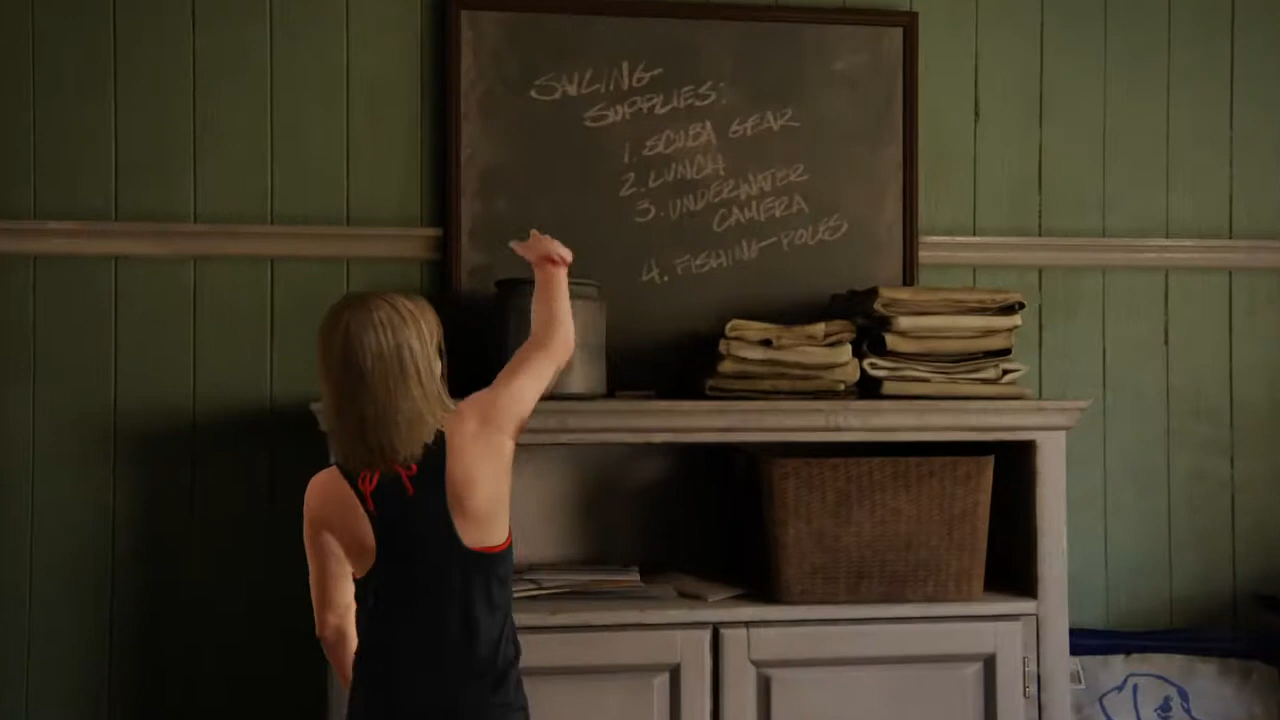 SAILING
SUPPLIES:
1. SCUBA GEAR
2. LUNCH
3. UNDERWATER
CAMERA
4. FISHING-POLES